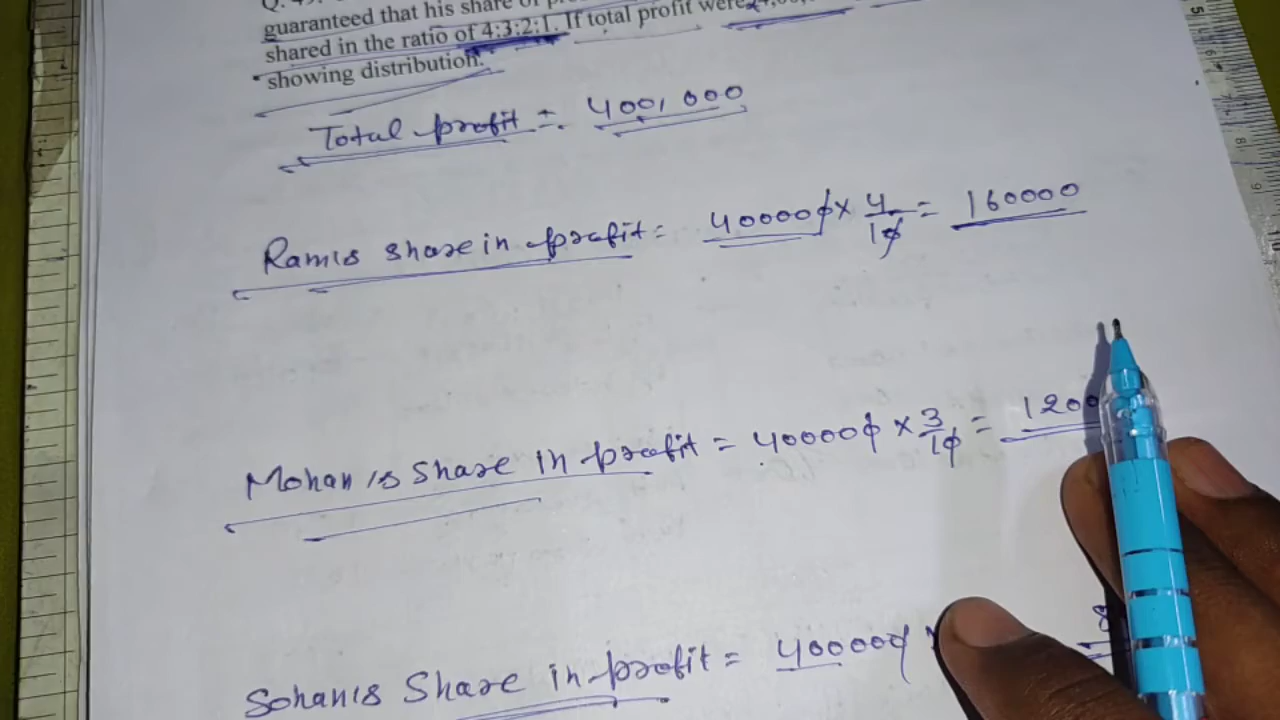 guaranteed that his share of
shared in the ratio of 4:3:2:1. If total profit were
showing distribution.
Total profit = 400,000
Ram's share in profit = 400000 × 4/10 = 160000
Mohan's Share in profit = 400000 × 3/10 = 1200
Sohan's Share in profit = 400000